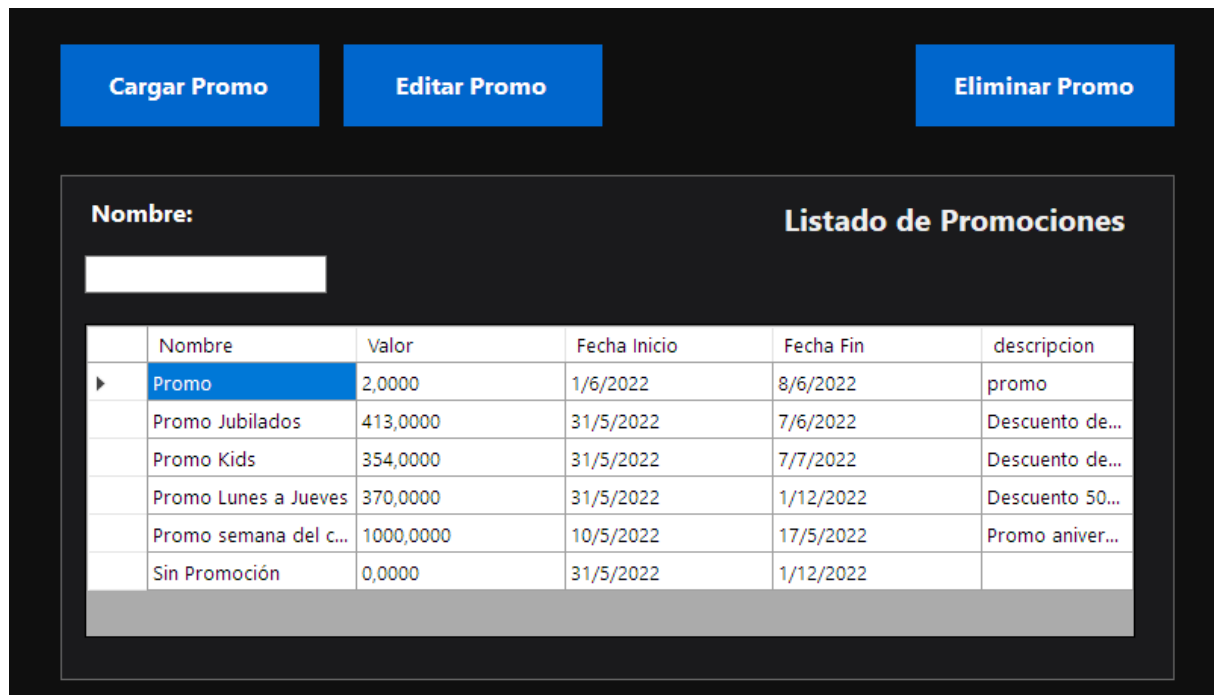 Cargar Promo Editar Promo Eliminar Promo
Nombre:
Listado de Promociones
Nombre Valor Fecha Inicio Fecha Fin descripcion
Promo 2,0000 1/6/2022 8/6/2022 promo
Promo Jubilados 413,0000 31/5/2022 7/6/2022 Descuento de...
Promo Kids 354,0000 31/5/2022 7/7/2022 Descuento de...
Promo Lunes a Jueves 370,0000 31/5/2022 1/12/2022 Descuento 50...
Promo semana del c... 1000,0000 10/5/2022 17/5/2022 Promo aniver...
Sin Promoción 0,0000 31/5/2022 1/12/2022